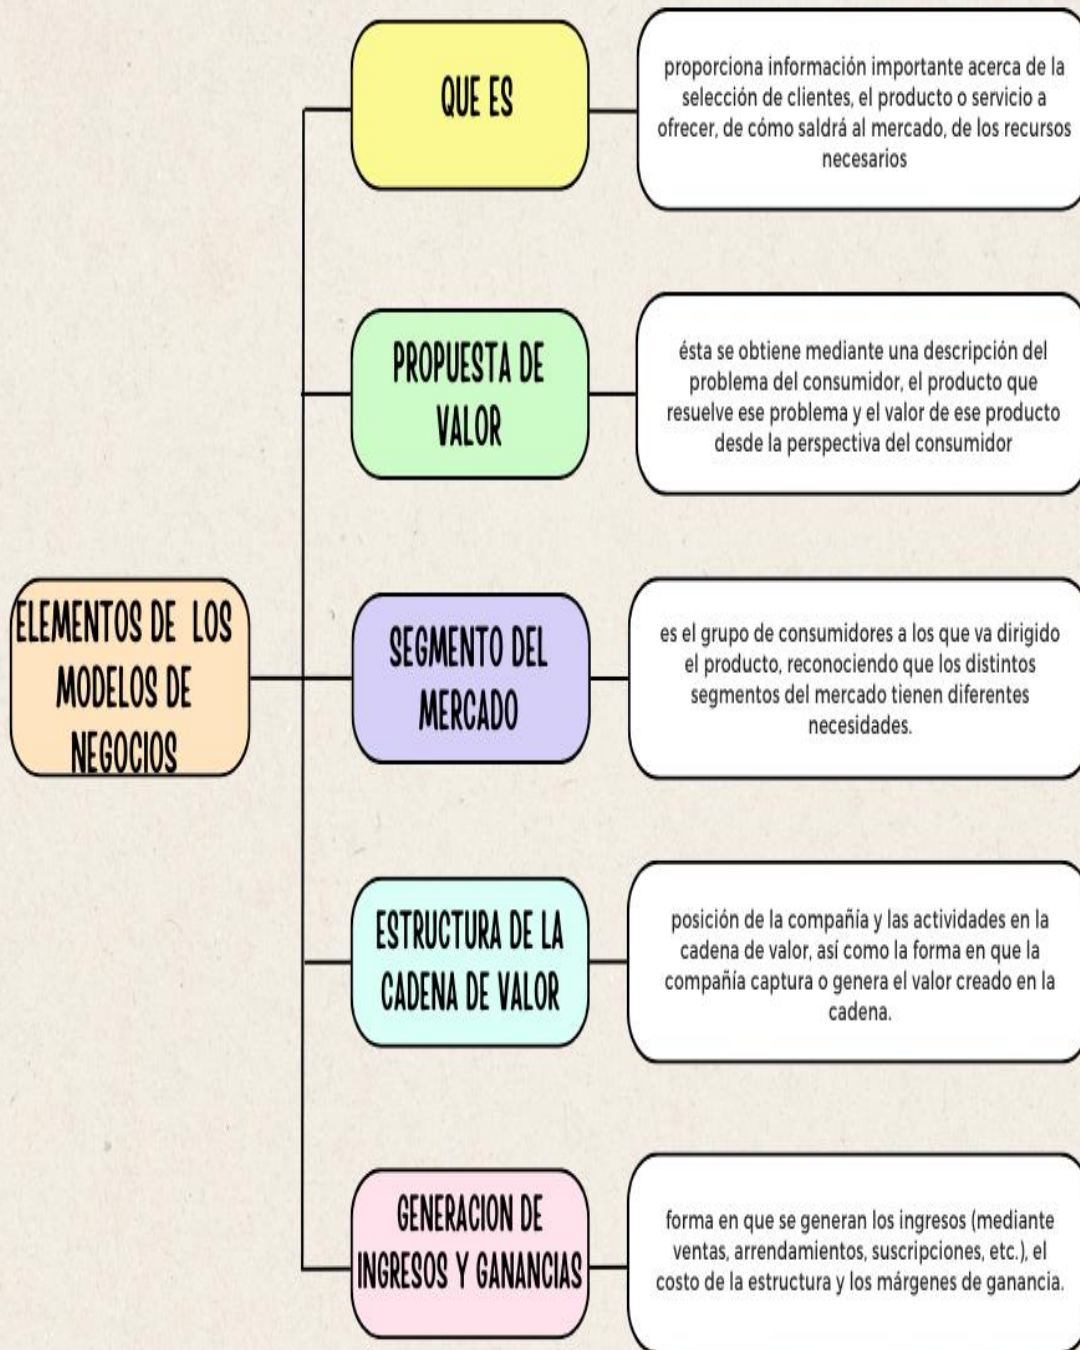 QUE ES
proporciona información importante acerca de la
selección de clientes, el producto o servicio a
ofrecer, de cómo saldrá al mercado, de los recursos
necesarios
PROPUESTA DE
VALOR
ésta se obtiene mediante una descripción del
problema del consumidor, el producto que
resuelve ese problema y el valor de ese producto
desde la perspectiva del consumidor
ELEMENTOS DE LOS
MODELOS DE
NEGOCIOS
SEGMENTO DEL
MERCADO
es el grupo de consumidores a los que va dirigido
el producto, reconociendo que los distintos
segmentos del mercado tienen diferentes
necesidades.
ESTRUCTURA DE LA
CADENA DE VALOR
posición de la compañía y las actividades en la
cadena de valor, así como la forma en que la
compañía captura o genera el valor creado en la
cadena.
GENERACION DE
INGRESOS Y GANANCIAS
forma en que se generan los ingresos (mediante
ventas, arrendamientos, suscripciones, etc.), el
costo de la estructura y los márgenes de ganancia.